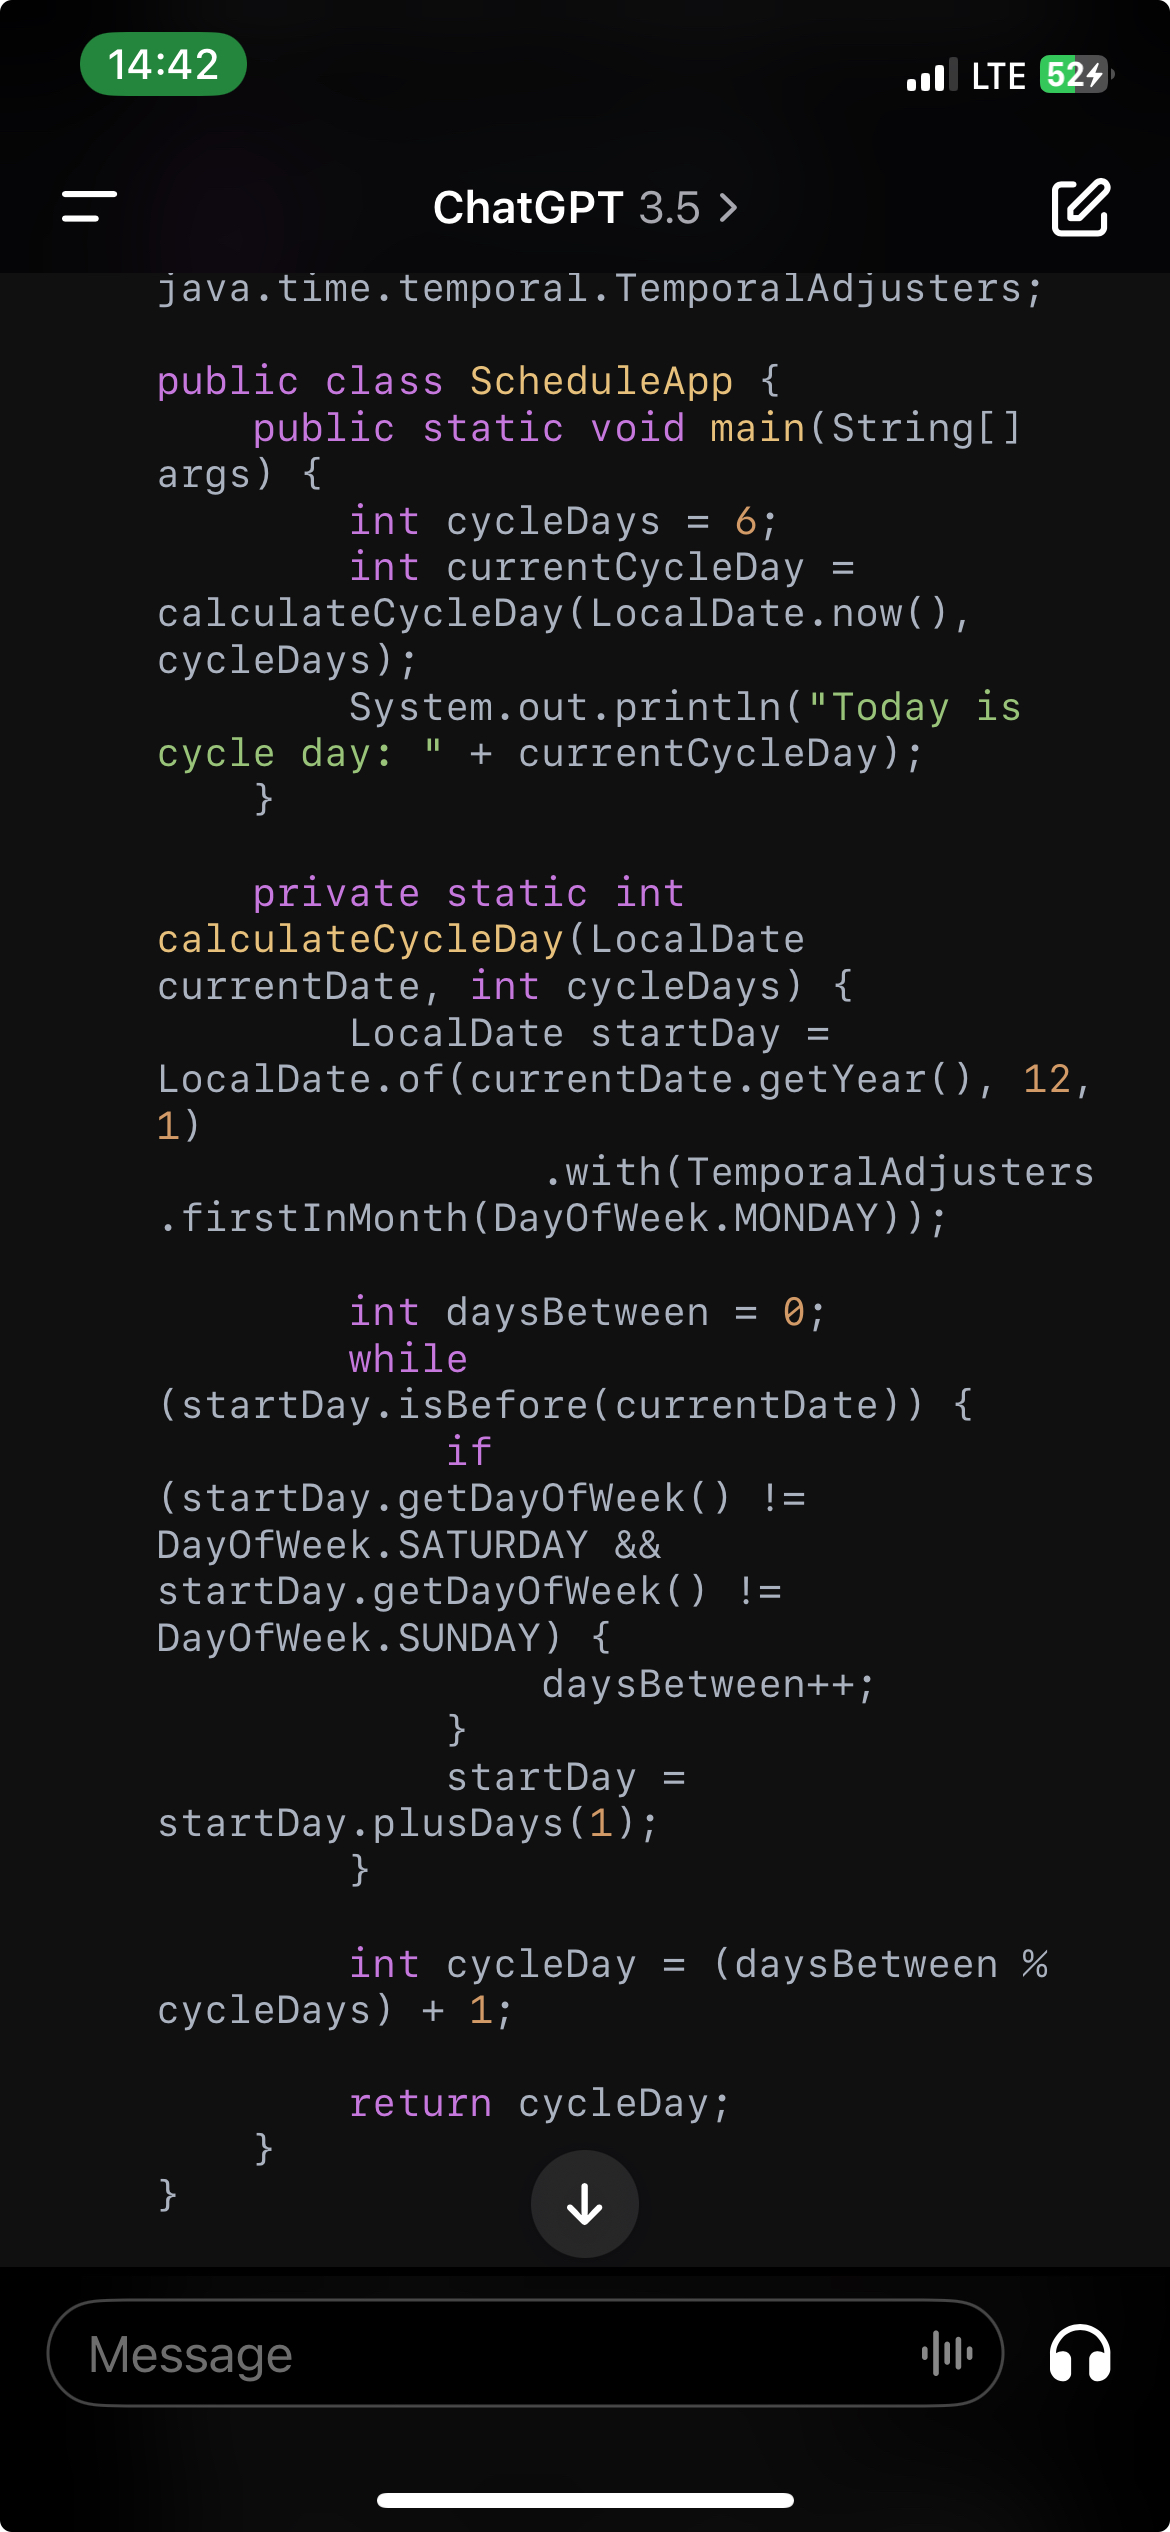 14:42
LTE 52
ChatGPT 3.5 >
java.time.temporal.TemporalAdjusters;
public class ScheduleApp {
public static void main(String[]
args) {
int cycleDays = 6;
int currentCycleDay =
calculateCycleDay(LocalDate.now(),
cycleDays);
System.out.println("Today is
cycle day: " + currentCycleDay);
}
private static int
calculateCycleDay(LocalDate
currentDate, int cycleDays) {
LocalDate startDay =
LocalDate.of(currentDate.getYear(), 12,
1)
.with(TemporalAdjusters
.firstInMonth(DayOfWeek.MONDAY));
int daysBetween = 0;
while
(startDay.isBefore(currentDate)) {
if
(startDay.getDayOfWeek() !=
DayOfWeek.SATURDAY &&
startDay.getDayOfWeek() !=
DayOfWeek.SUNDAY) {
daysBetween++;
}
startDay =
startDay.plusDays(1);
}
int cycleDay = (daysBetween %
cycleDays) + 1;
return cycleDay;
}
}
Message